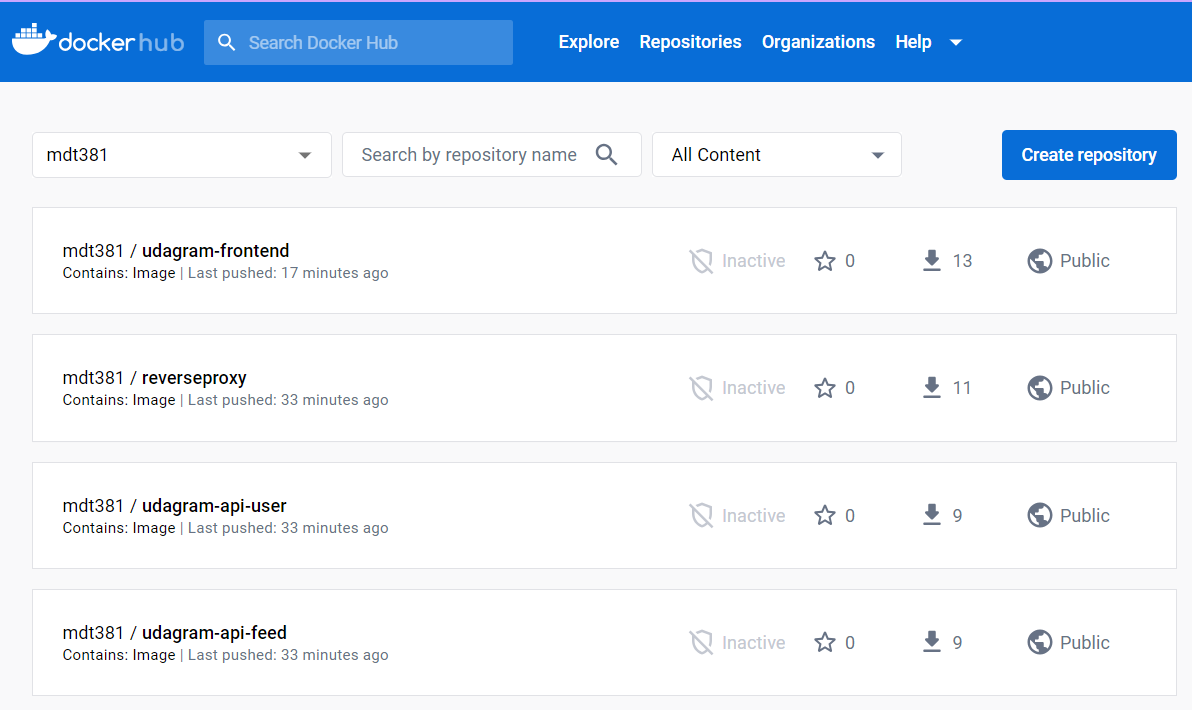 dockerhub Search Docker Hub Explore Repositories Organizations Help
mdt381 Search by repository name All Content Create repository
mdt381 / udagram-frontend
Contains: Image | Last pushed: 17 minutes ago
Inactive 0 13 Public
mdt381 / reverseproxy
Contains: Image | Last pushed: 33 minutes ago
Inactive 0 11 Public
mdt381 / udagram-api-user
Contains: Image | Last pushed: 33 minutes ago
Inactive 0 9 Public
mdt381 / udagram-api-feed
Contains: Image | Last pushed: 33 minutes ago
Inactive 0 9 Public